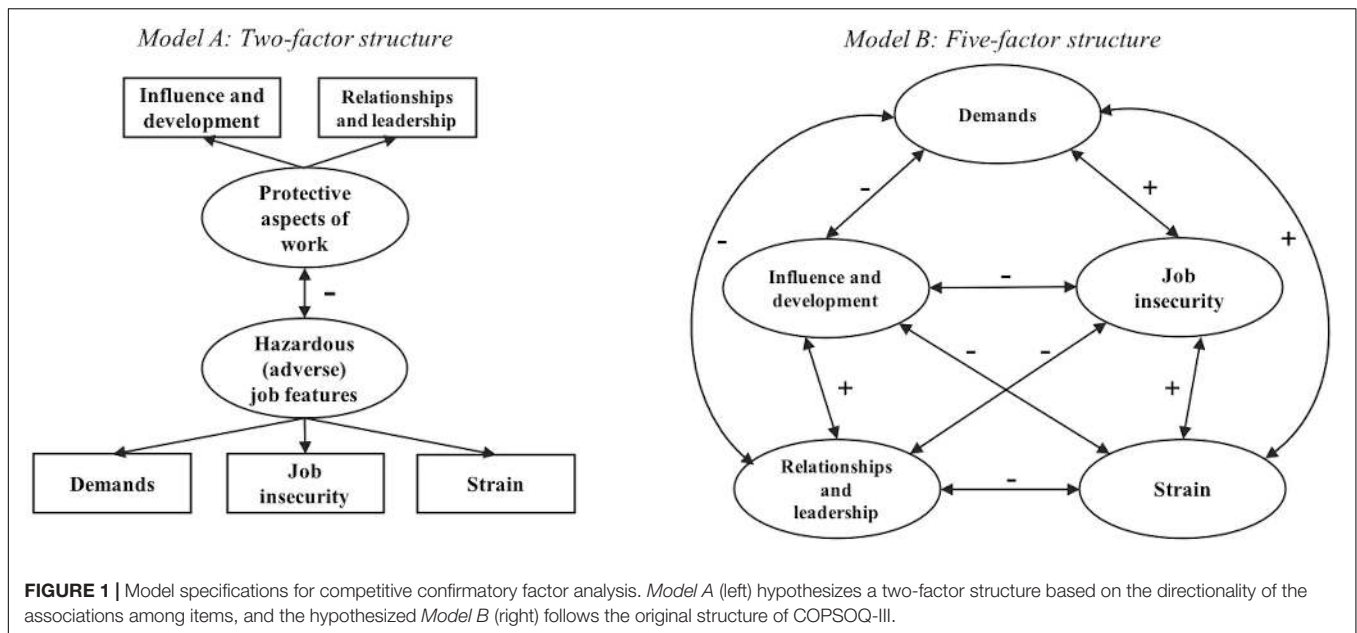 Model A: Two-factor structure
Influence and
development
Relationships
and leadership
Protective
aspects of
work
-
Hazardous
(adverse)
job features
Demands
Job
insecurity
Strain
Model B: Five-factor structure
Demands
-
+
-
+
Influence and
development
-
Job
insecurity
-
-
+
+
Relationships
and
leadership
-
Strain
FIGURE 1 | Model specifications for competitive confirmatory factor analysis. Model A (left) hypothesizes a two-factor structure based on the directionality of the
associations among items, and the hypothesized Model B (right) follows the original structure of COPSOQ-III.